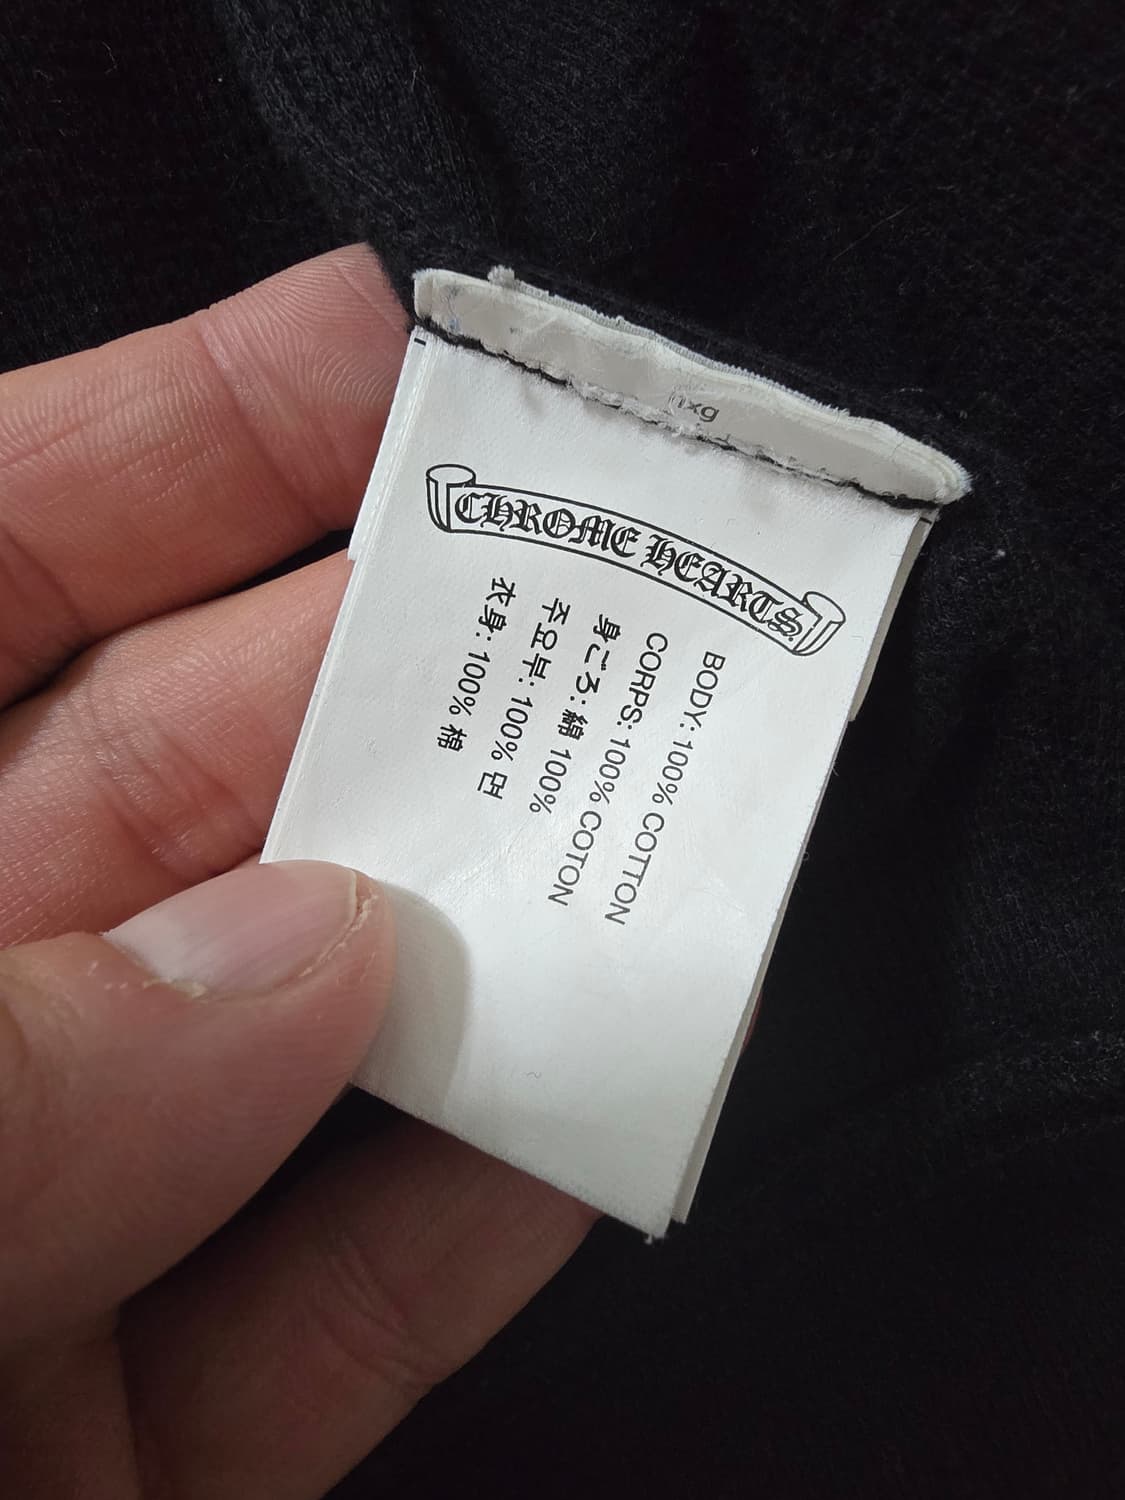 CHROME HEARTS
BODY: 100% COTTON
CORPS: 100% COTON
身ごろ: 綿 100%
주요부: 100% 면
衣身: 100% 棉